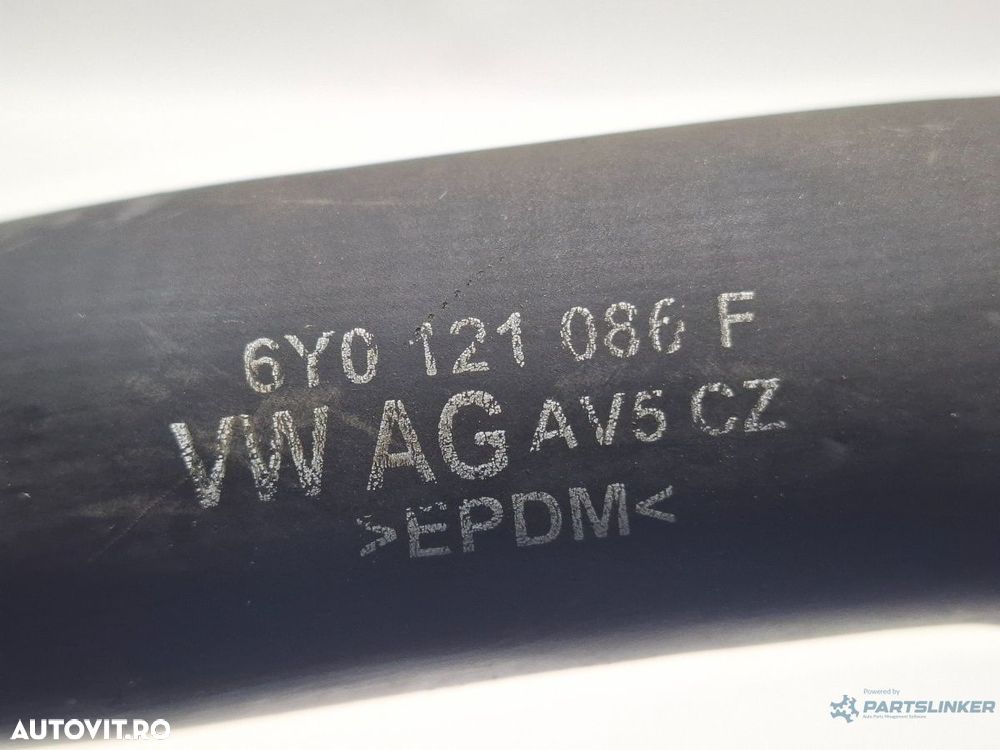 6Y0 121 086 F
VW AG AV5 CZ
>EPDM<
AUTOVIT.RO
Powered by
PARTSLINKER
Auto Parts Management Software